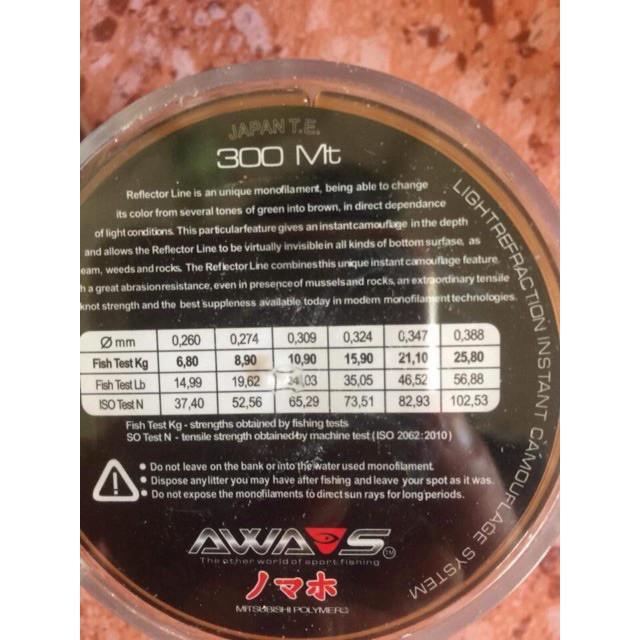 JAPAN T.E.
300 Mt
Reflector Line is an unique monofilament, being able to change
its color from several tones of green into brown, in direct dependance
of light conditions. This particular feature gives an instant camouflage in the depth
and allows the Reflector Line to be virtually invisible in all kinds of bottom surfase, as
eam, weeds and rocks. The Reflector Line combines this unique instant camouflage feature
h a great abrasion resistance, even in presence of mussels and rocks, an extraordinary tensile
knot strength and the best suppleness available today in modern monofilament technologies.
LIGHT REFRACTION INSTANT CAMOUFLAGE SYSTEM
Ø mm 0,260 0,274 0,309 0,324 0,347 0,388
Fish Test Kg 6,80 8,90 10,90 15,90 21,10 25,80
Fish Test Lb 14,99 19,62 ,03 35,05 46,52 56,88
ISO Test N 37,40 52,56 65,29 73,51 82,93 102,53
Fish Test Kg - strengths obtained by fishing tests
SO Test N - tensile strength obtained by machine test (ISO 2062:2010)
• Do not leave on the bank or into the water used monofilament.
• Dispose any litter you may have after fishing and leave your spot as it was.
• Do not expose the monofilaments to direct sun rays for long periods.
AWA-S TM
The other world of sport fishing
ノマホ
MITSUBISHI POLYMERS